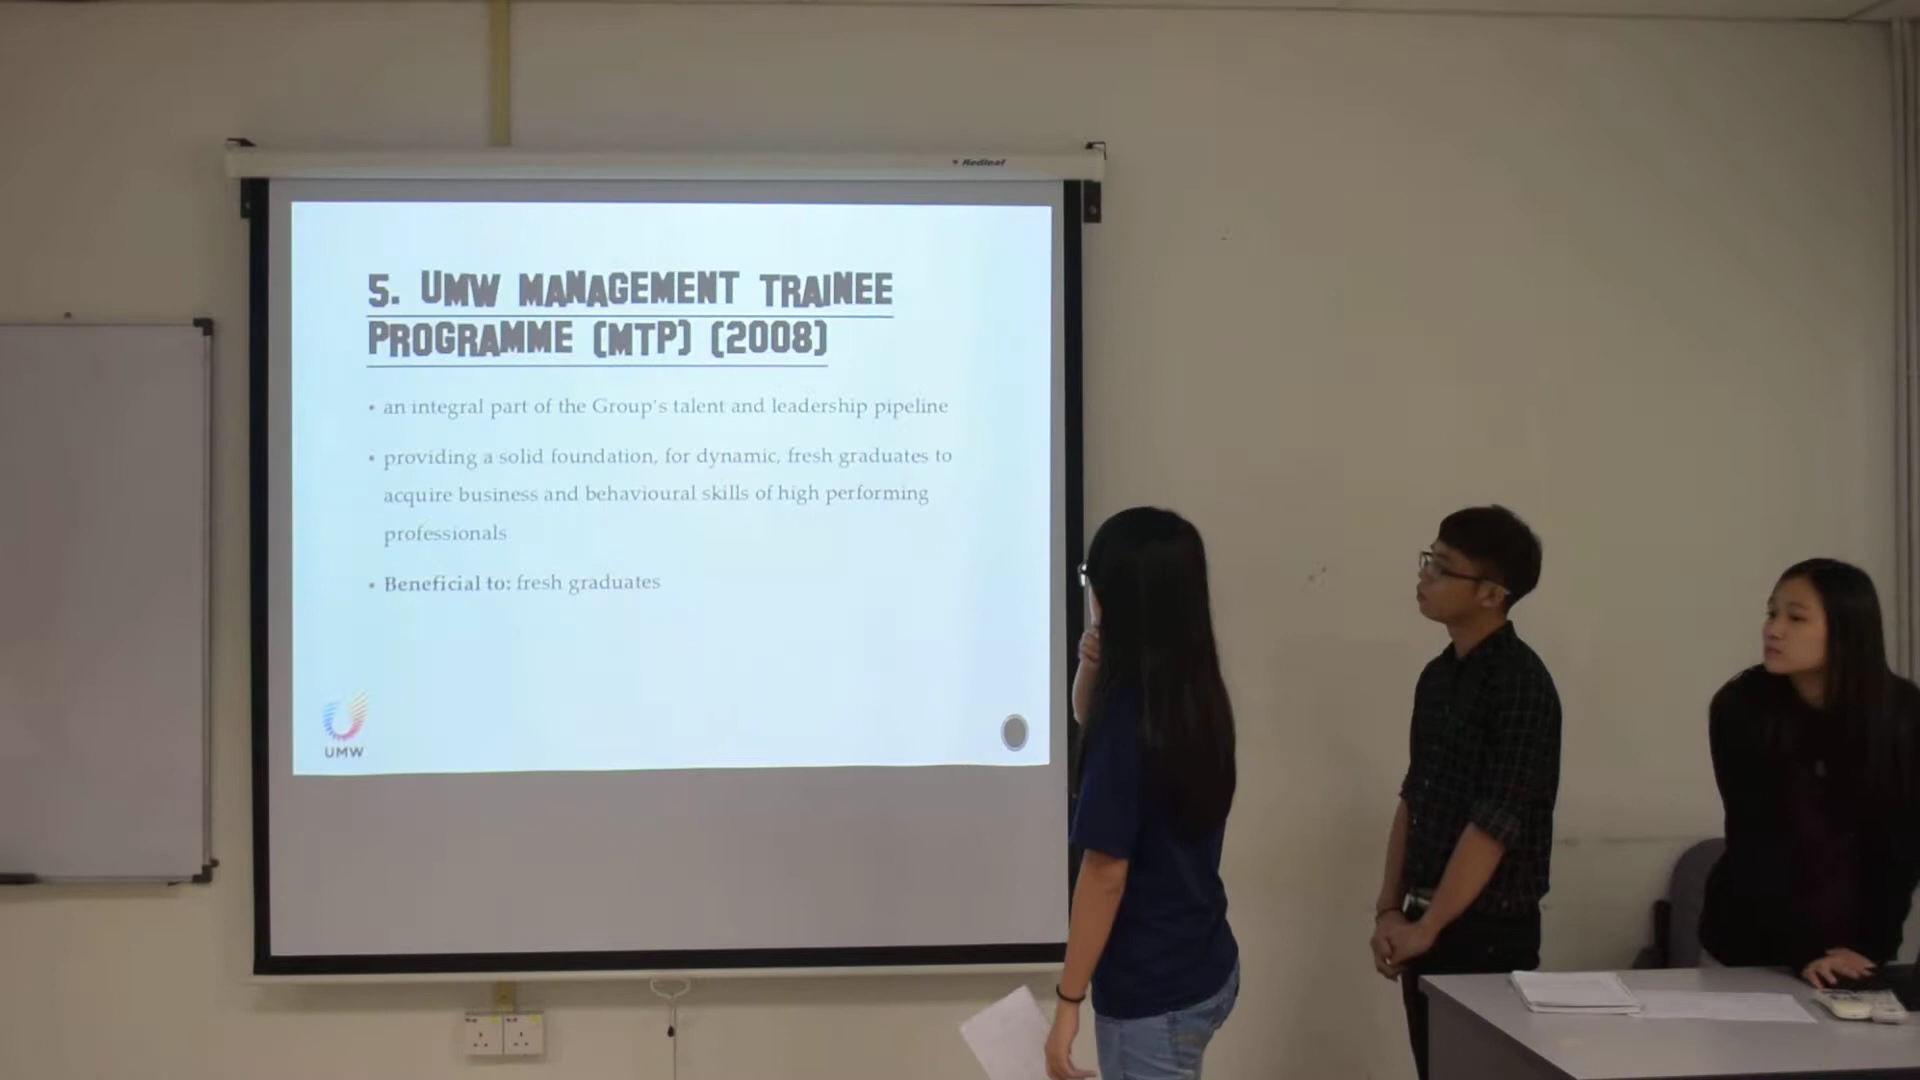 Redleaf
5. UMW MANAGEMENT TRAINEE
PROGRAMME (MTP) (2008)
• an integral part of the Group's talent and leadership pipeline
• providing a solid foundation, for dynamic, fresh graduates to
acquire business and behavioural skills of high performing
professionals
• Beneficial to: fresh graduates
UMW